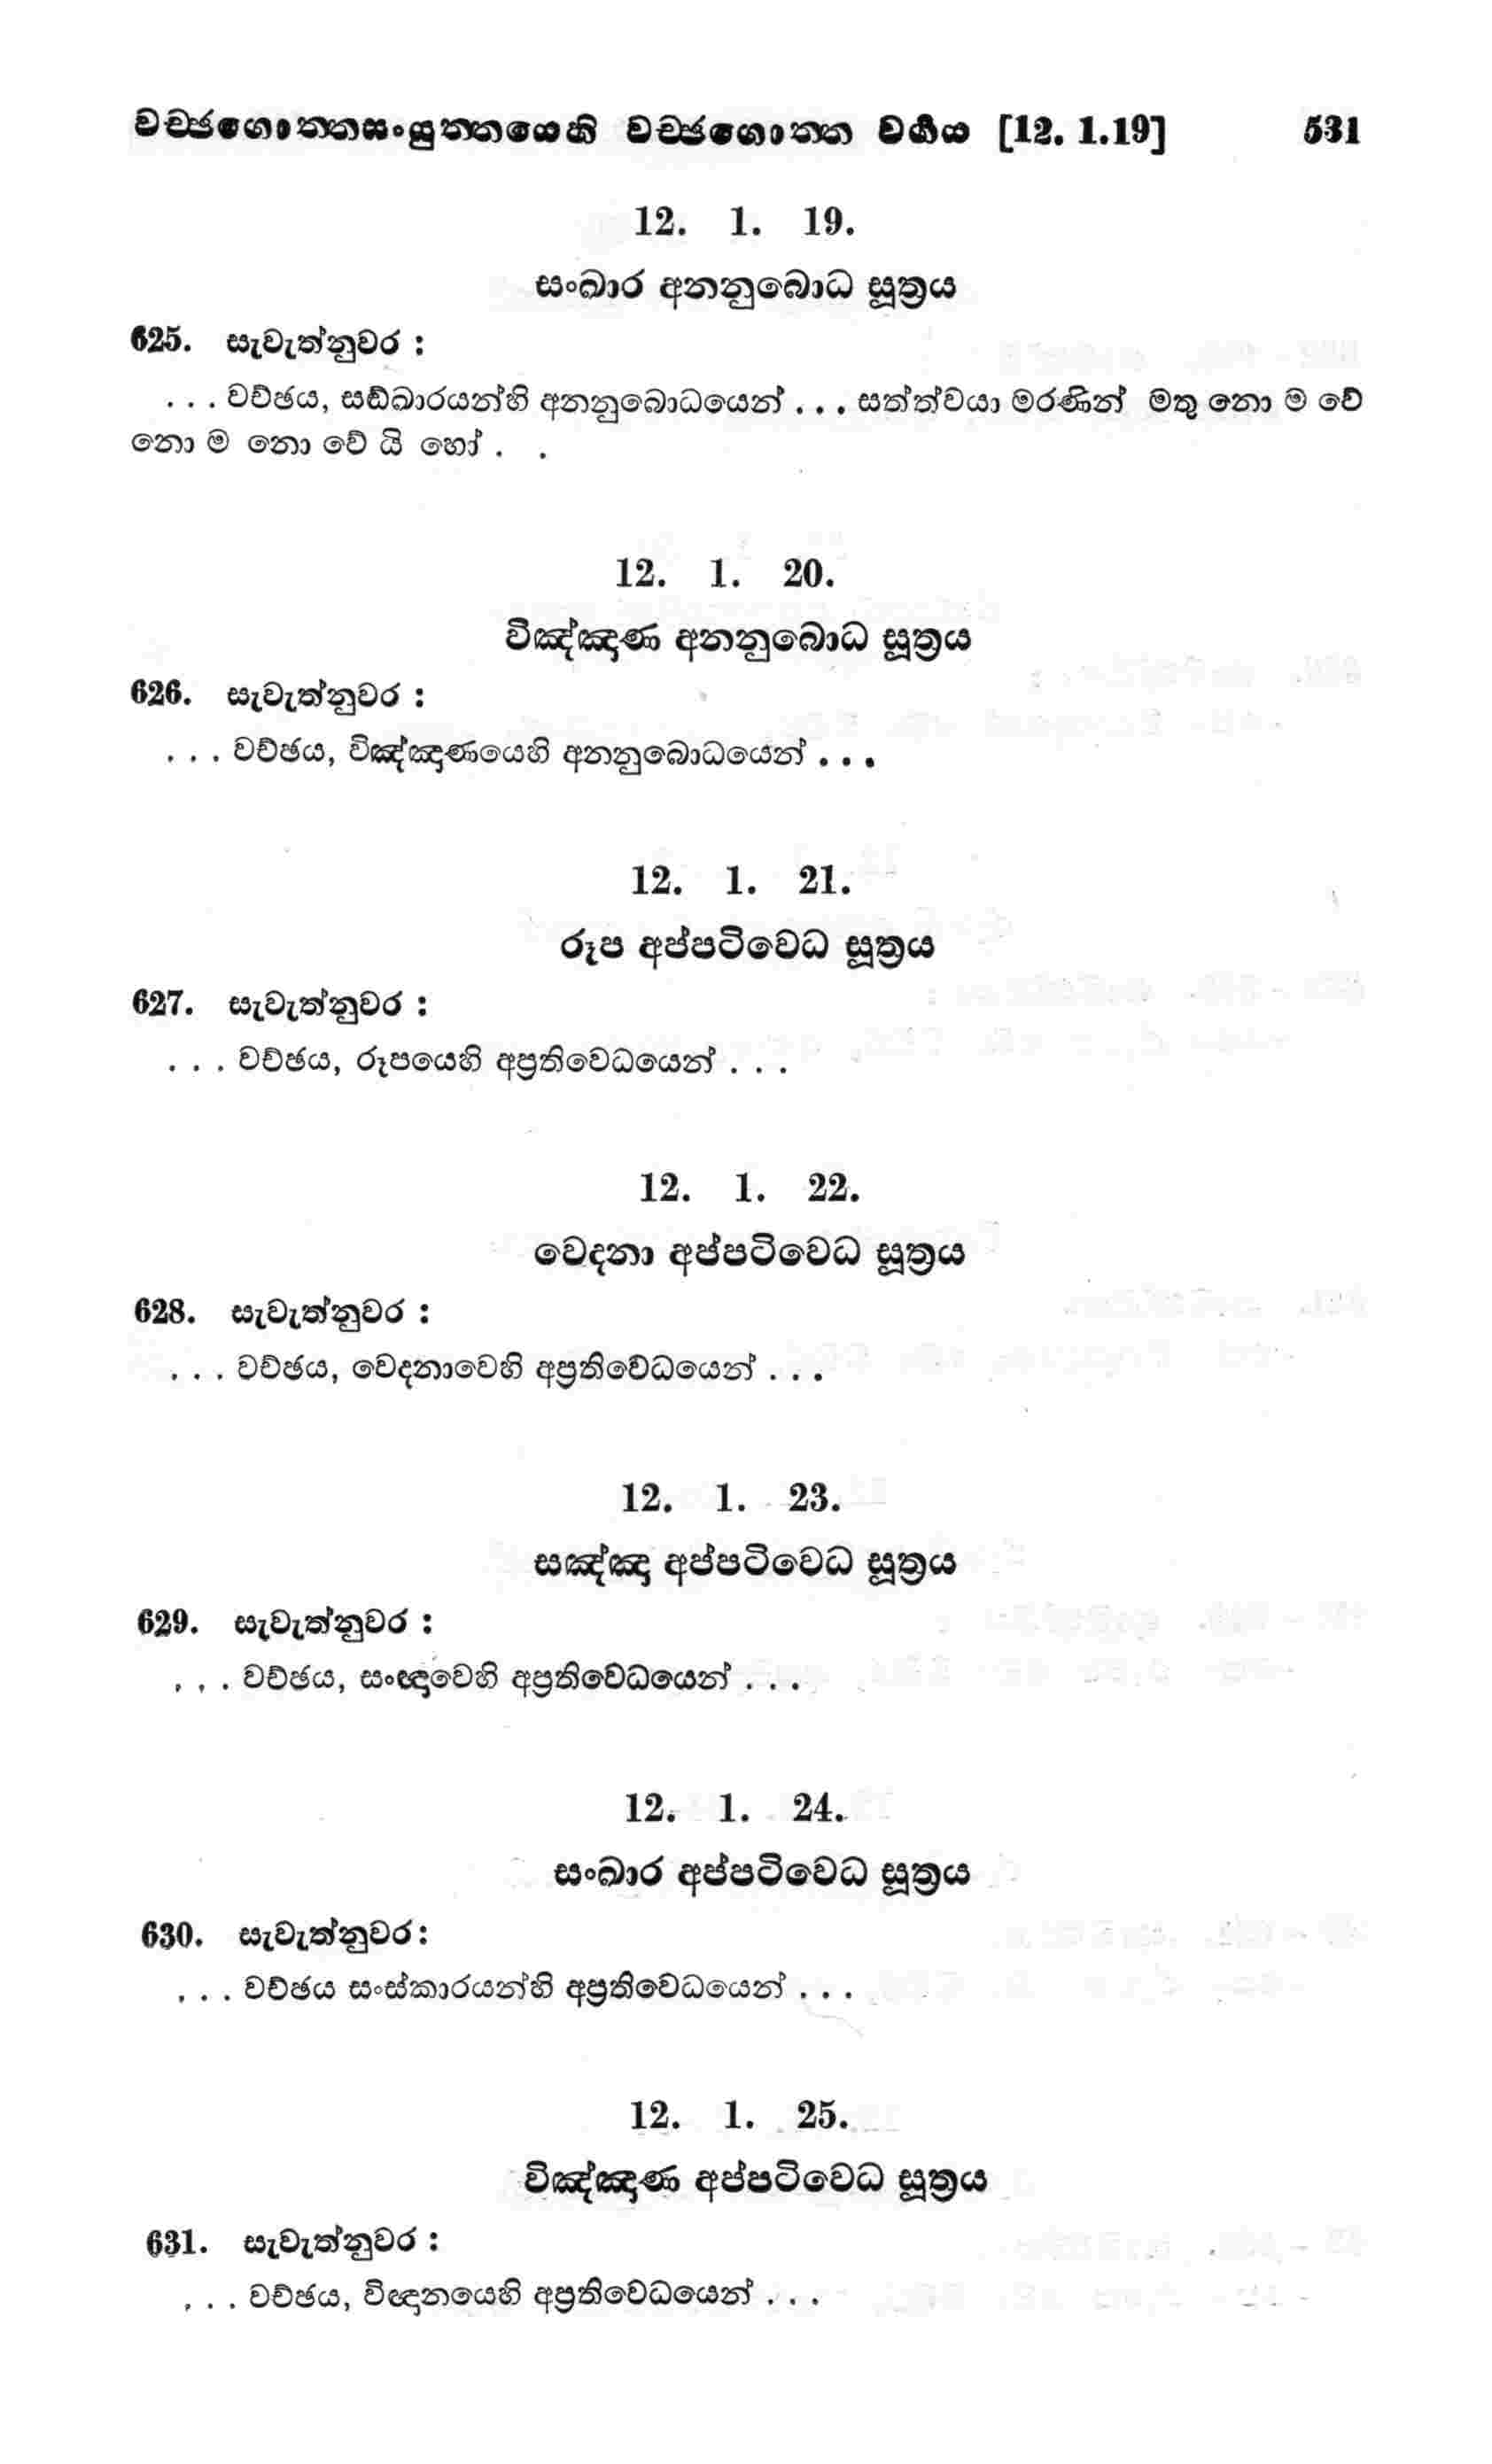 වච්ඡගොත්තසංයුත්තයෙහි වච්ඡගොත්ත වර්‍ගය [12. 1.19] 531
12. 1. 19.
සංඛාර අනනුබොධ සූත්‍රය
625. සැවැත්නුවර :
. . . වච්ඡය, සඞ්ඛාරයන්හි අනනුබොධයෙන් . . . සත්ත්වයා මරණින් මතු නො ම වේ
නො ම නො වේ යි හෝ . .
12. 1. 20.
විඤ්ඤාණ අනනුබොධ සූත්‍රය
626. සැවැත්නුවර :
. . . වච්ඡය, විඤ්ඤාණයෙහි අනනුබොධයෙන් . . .
12. 1. 21.
රූප අප්පටිවෙධ සූත්‍රය
627. සැවැත්නුවර :
. . . වච්ඡය, රූපයෙහි අප්‍රතිවෙධයෙන් . . .
12. 1. 22.
වෙදනා අප්පටිවෙධ සූත්‍රය
628. සැවැත්නුවර :
. . . වච්ඡය, වෙදනාවෙහි අප්‍රතිවේධයෙන් . . .
12. 1. 23.
සඤ්ඤා අප්පටිවෙධ සූත්‍රය
629. සැවැත්නුවර :
. . . වච්ඡය, සංඥාවෙහි අප්‍රතිවේධයෙන් . . .
12. 1. 24.
සංඛාර අප්පටිවෙධ සූත්‍රය
630. සැවැත්නුවර :
. . . වච්ඡය සංස්කාරයන්හි අප්‍රතිවේධයෙන් . . .
12. 1. 25.
විඤ්ඤාණ අප්පටිවෙධ සූත්‍රය
631. සැවැත්නුවර :
. . . වච්ඡය, විඥානයෙහි අප්‍රතිවෙධයෙන් . . .